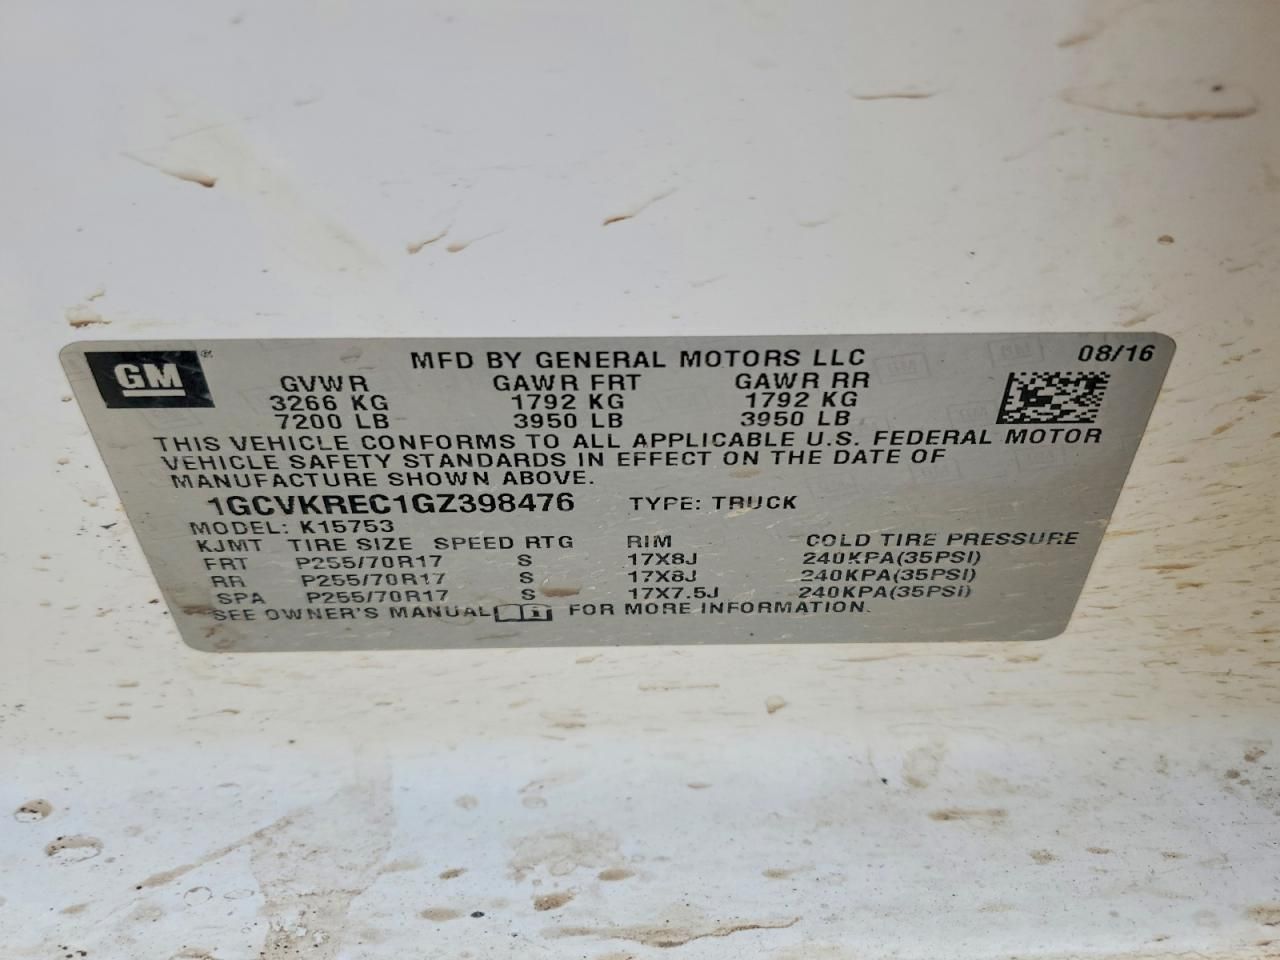 GM®
MFD BY GENERAL MOTORS LLC 08/16
GVWR GAWR FRT GAWR RR
3266 KG 1792 KG 1792 KG
7200 LB 3950 LB 3950 LB
THIS VEHICLE CONFORMS TO ALL APPLICABLE U.S. FEDERAL MOTOR
VEHICLE SAFETY STANDARDS IN EFFECT ON THE DATE OF
MANUFACTURE SHOWN ABOVE.
1GCVKREC1GZ398476 TYPE: TRUCK
MODEL: K15753
KJMT TIRE SIZE SPEED RTG RIM COLD TIRE PRESSURE
FRT P255/70R17 S 17X8J 240KPA(35PSI)
RR P255/70R17 S 17X8J 240KPA(35PSI)
SPA P255/70R17 S 17X7.5J 240KPA(35PSI)
SEE OWNER'S MANUAL FOR MORE INFORMATION.